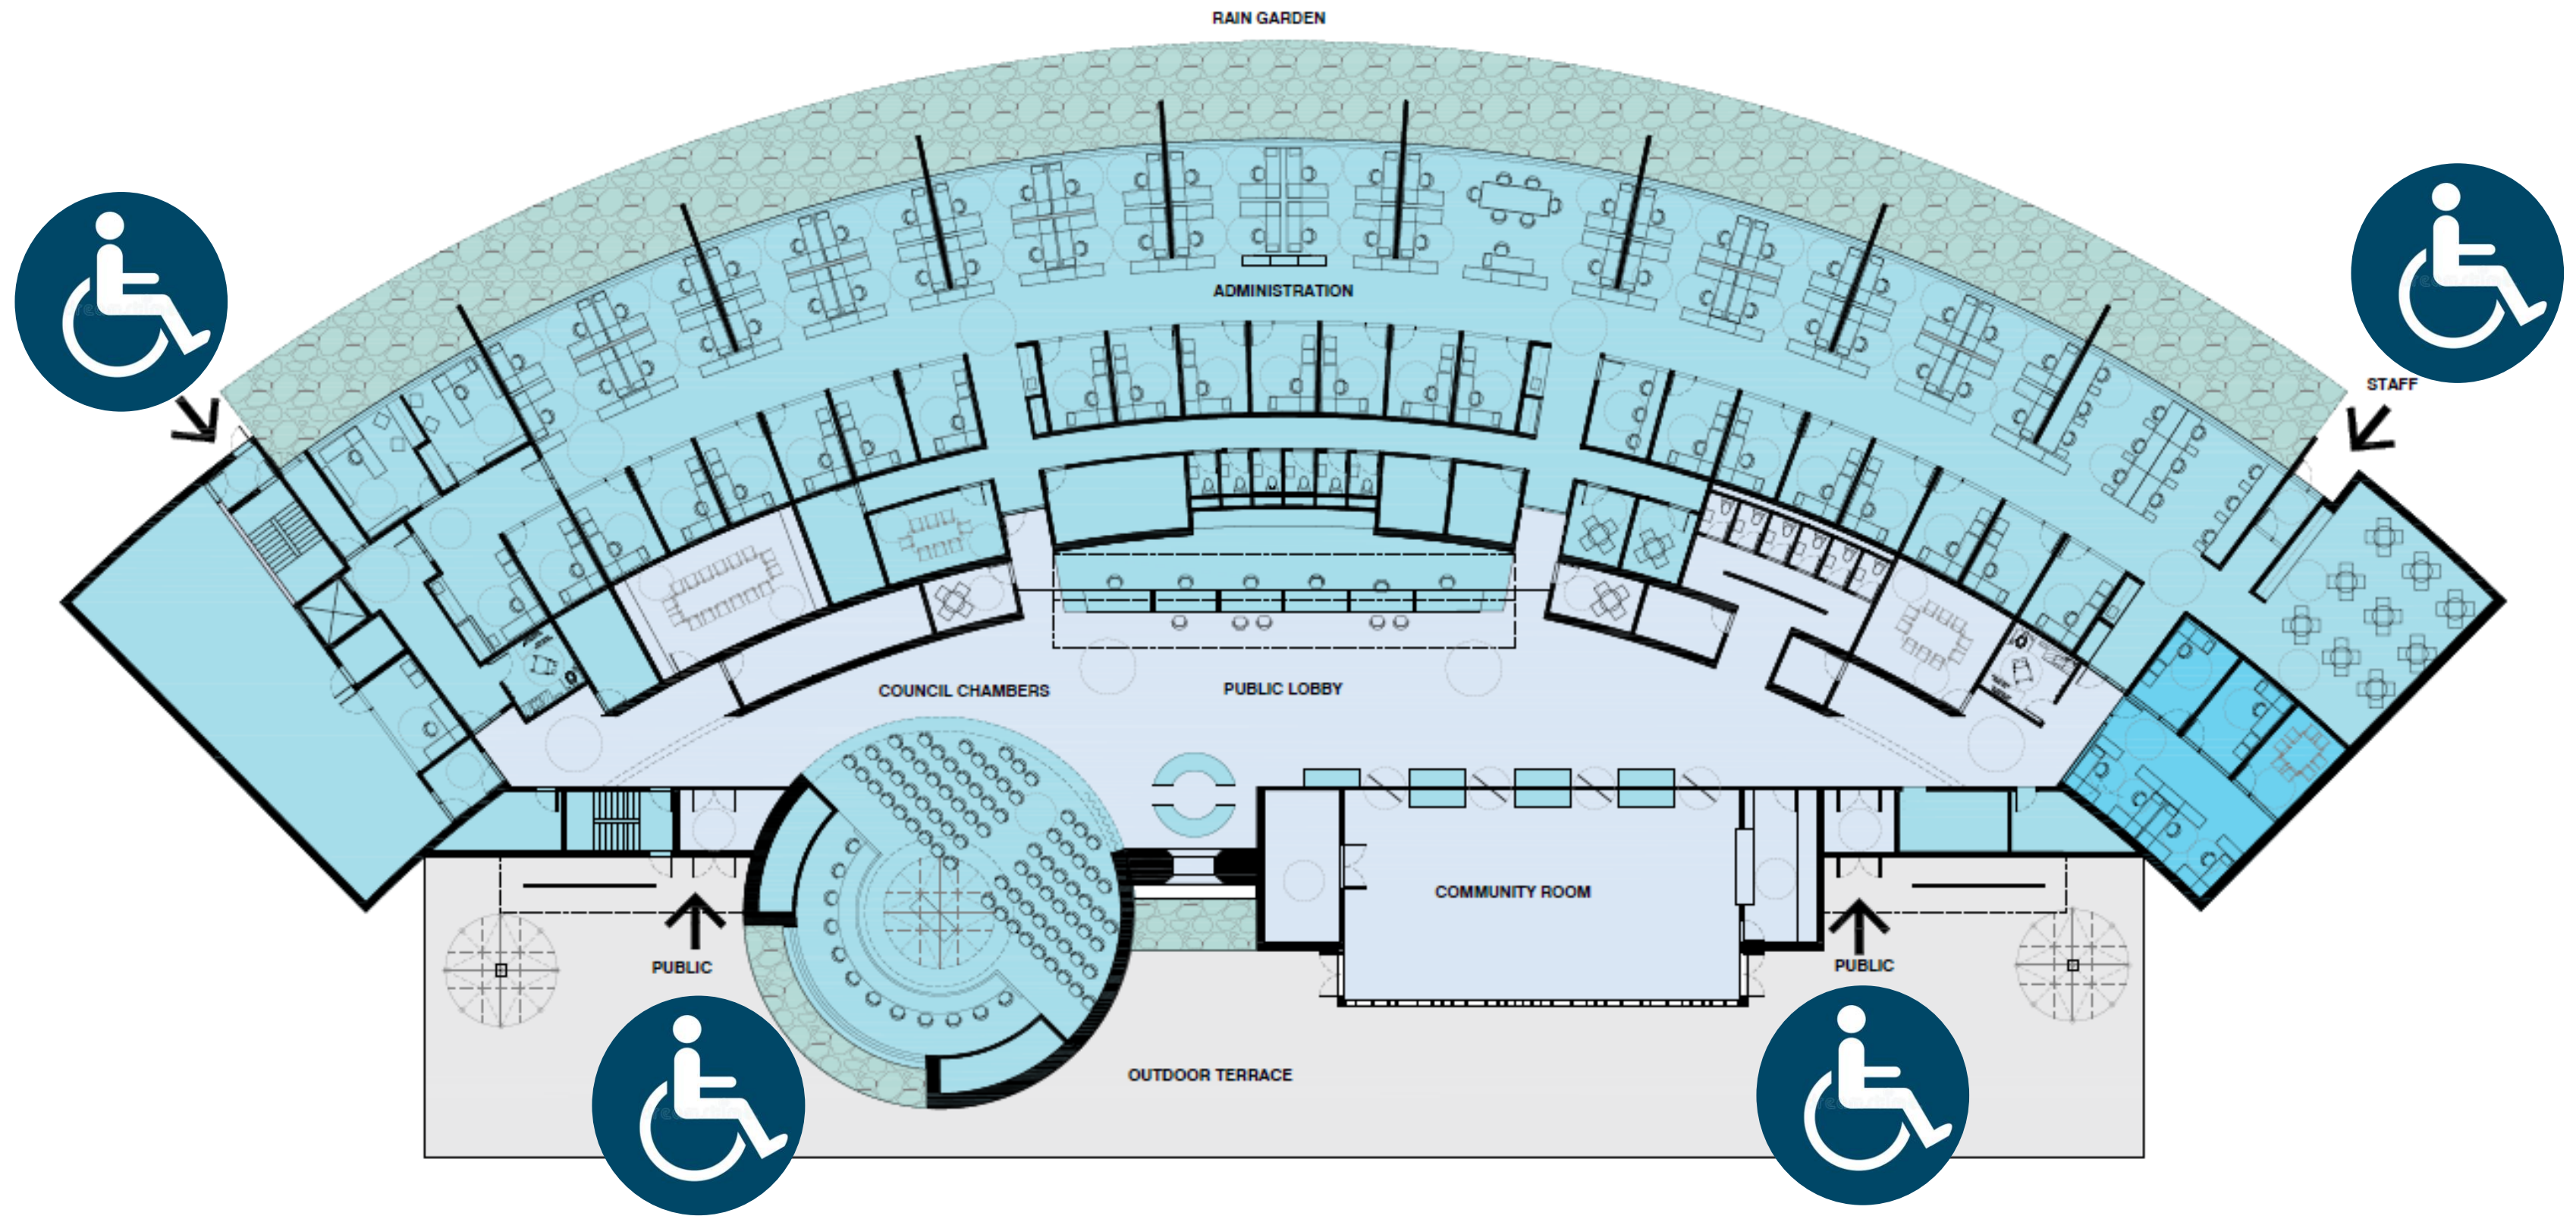 RAIN GARDEN
STAFF
ADMINISTRATION
COUNCIL CHAMBERS
PUBLIC LOBBY
COMMUNITY ROOM
PUBLIC
PUBLIC
OUTDOOR TERRACE